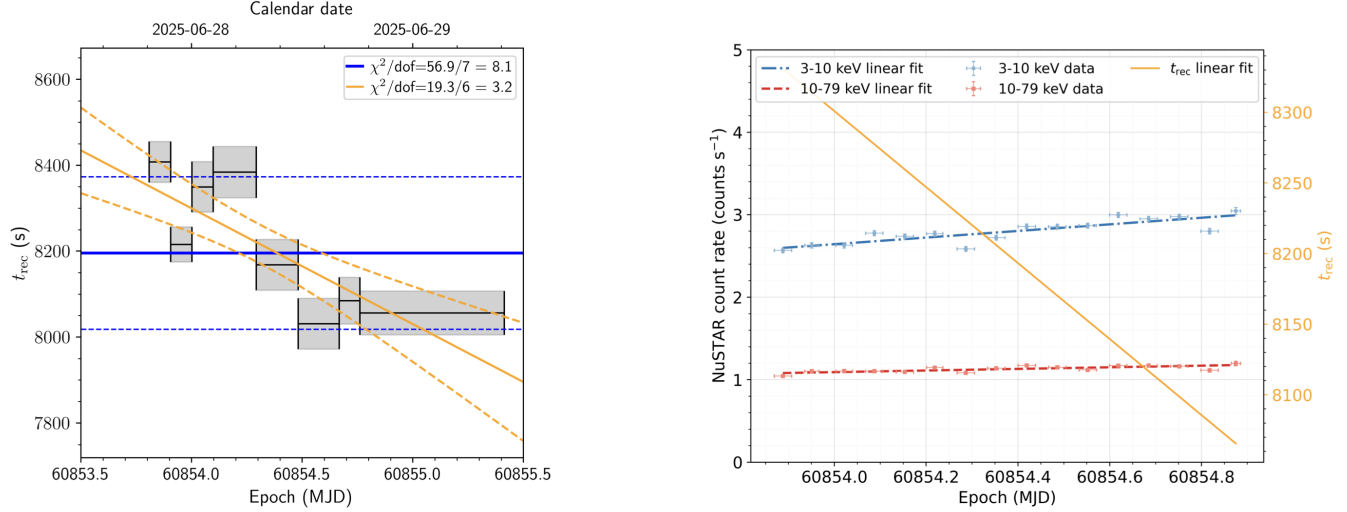 Calendar date
2025-06-28 2025-06-29
χ²/dof=56.9/7 = 8.1
χ²/dof=19.3/6 = 3.2
8600
8400
8200
8000
7800
t_rec (s)
60853.5 60854.0 60854.5 60855.0 60855.5
Epoch (MJD)
3-10 keV linear fit 3-10 keV data t_rec linear fit
10-79 keV linear fit 10-79 keV data
5
4
3
2
1
0
NuSTAR count rate (counts s⁻¹)
8300
8250
8200
8150
8100
t_rec (s)
60854.0 60854.2 60854.4 60854.6 60854.8
Epoch (MJD)